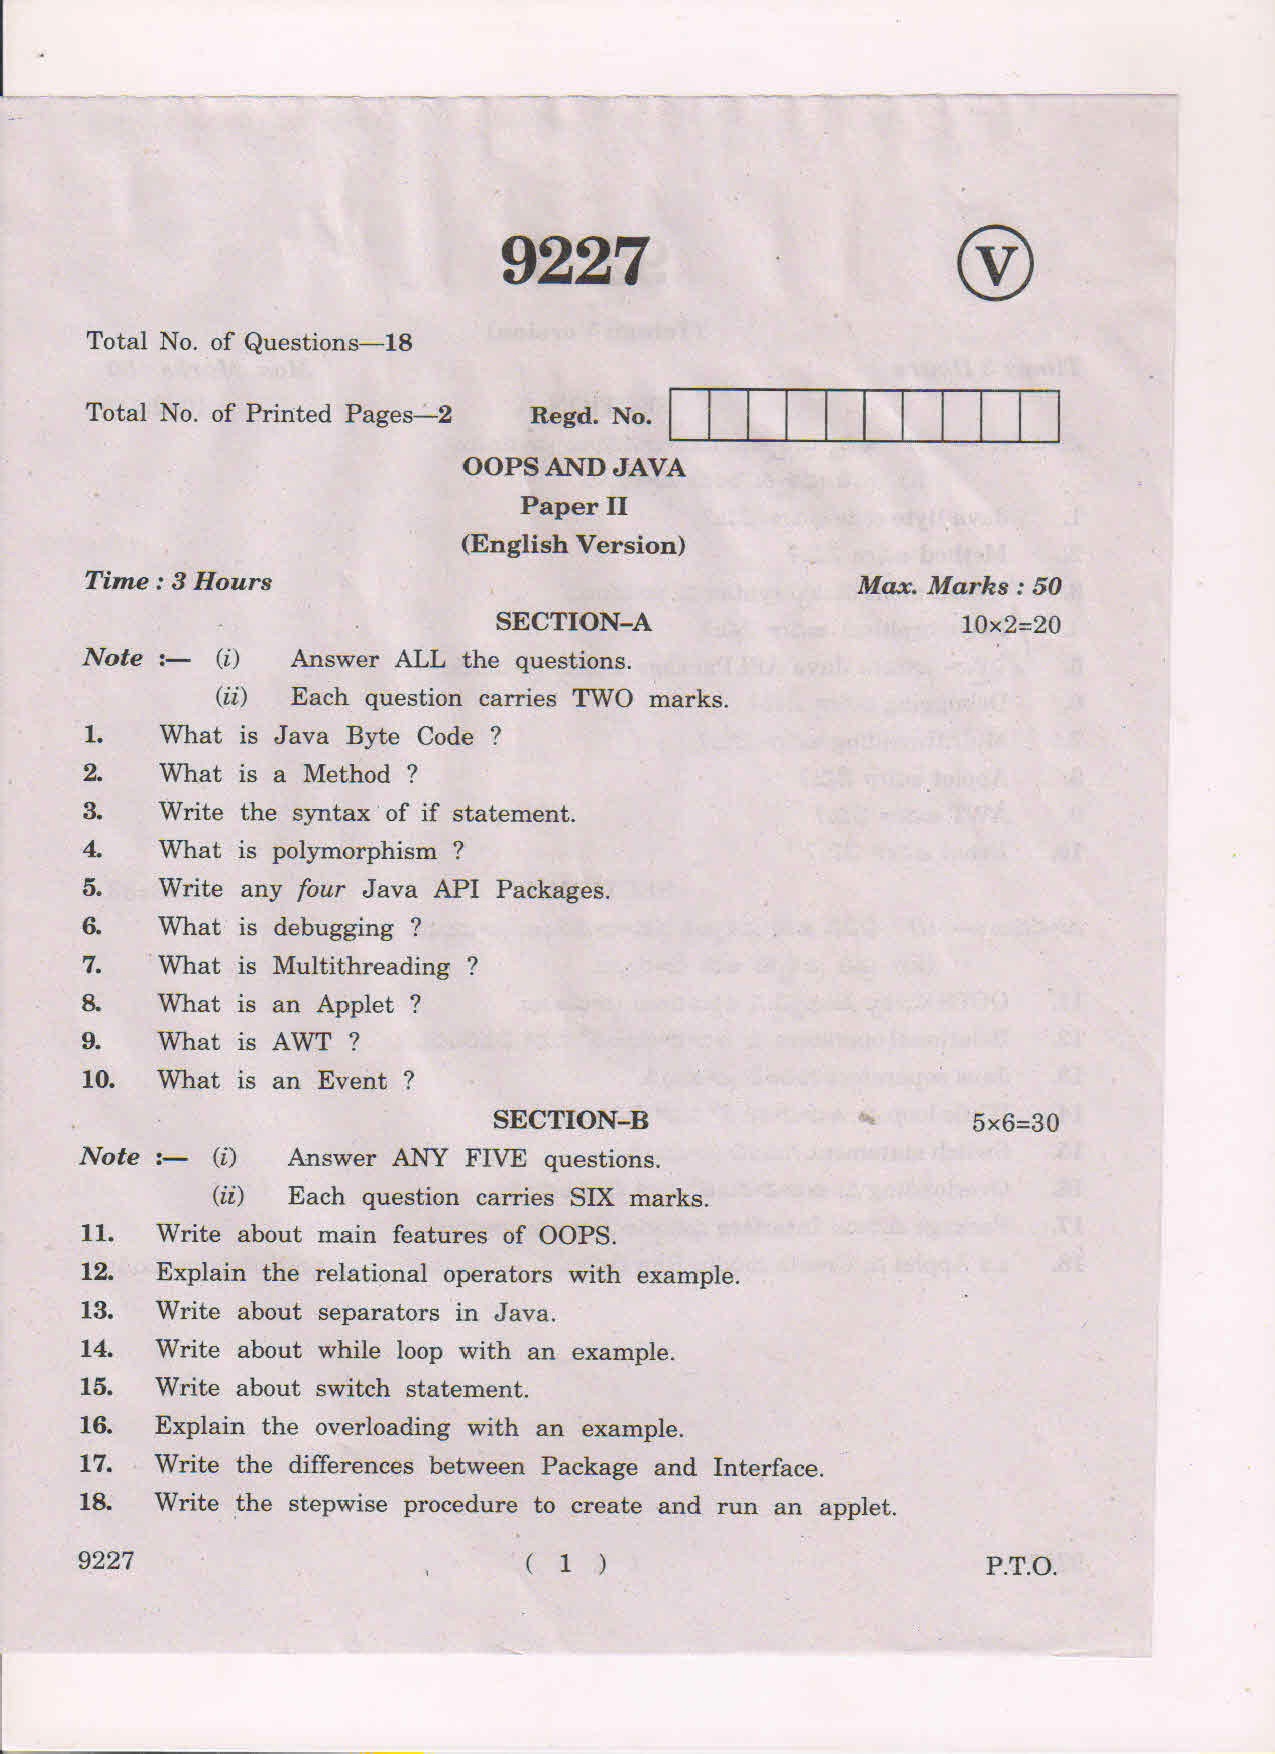 9227
V
Total No. of Questions—18
Total No. of Printed Pages—2 Regd. No.
OOPS AND JAVA
Paper II
(English Version)
Time : 3 Hours Max. Marks : 50
SECTION–A 10×2=20
Note :— (i) Answer ALL the questions.
(ii) Each question carries TWO marks.
1. What is Java Byte Code ?
2. What is a Method ?
3. Write the syntax of if statement.
4. What is polymorphism ?
5. Write any four Java API Packages.
6. What is debugging ?
7. What is Multithreading ?
8. What is an Applet ?
9. What is AWT ?
10. What is an Event ?
SECTION–B 5×6=30
Note :— (i) Answer ANY FIVE questions.
(ii) Each question carries SIX marks.
11. Write about main features of OOPS.
12. Explain the relational operators with example.
13. Write about separators in Java.
14. Write about while loop with an example.
15. Write about switch statement.
16. Explain the overloading with an example.
17. Write the differences between Package and Interface.
18. Write the stepwise procedure to create and run an applet.
9227 ( 1 ) P.T.O.